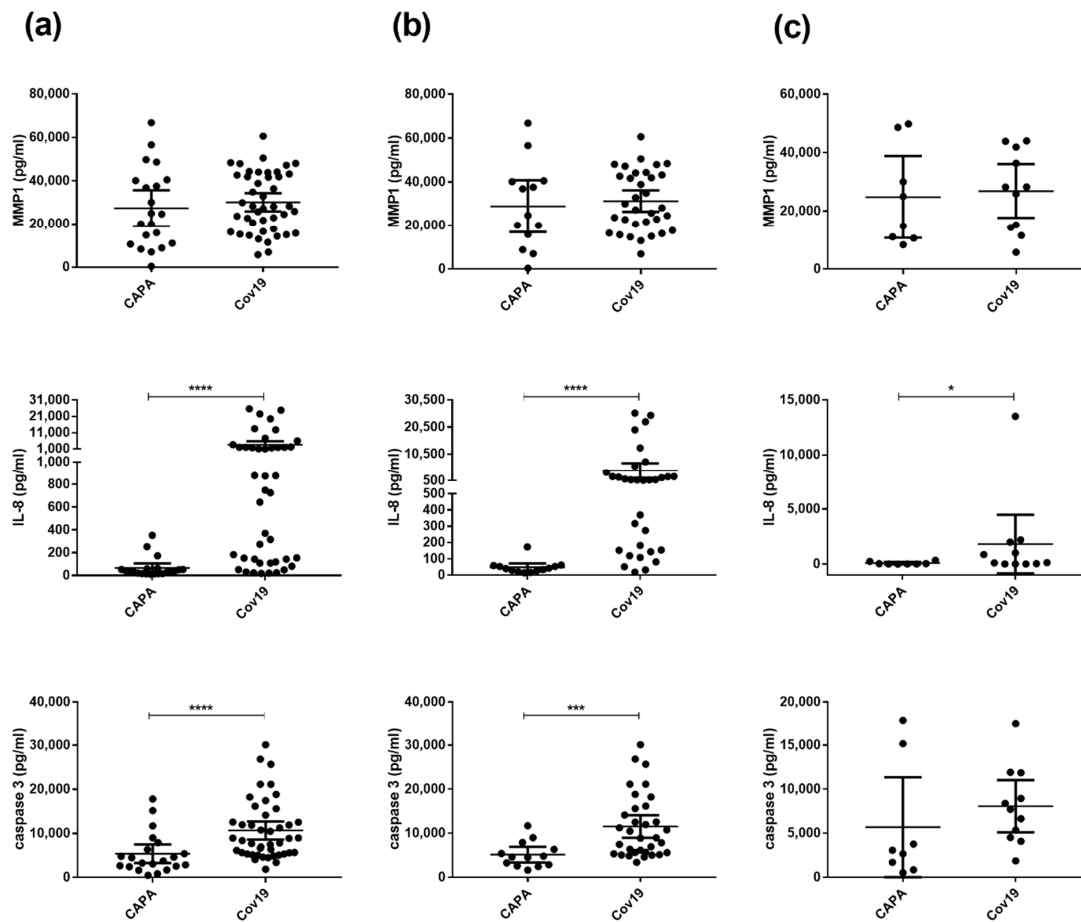 (a) (b) (c)
MMP1 (pg/ml)
80,000
60,000
40,000
20,000
0
CAPA
Cov19
MMP1 (pg/ml)
80,000
60,000
40,000
20,000
0
CAPA
Cov19
MMP1 (pg/ml)
60,000
40,000
20,000
0
CAPA
Cov19
IL-8 (pg/ml)
31,000
21,000
11,000
1,000
1,000
800
600
400
200
0
****
CAPA
Cov19
IL-8 (pg/ml)
30,500
20,500
10,500
500
500
400
300
200
100
0
****
CAPA
Cov19
IL-8 (pg/ml)
15,000
10,000
5,000
0
*
CAPA
Cov19
caspase 3 (pg/ml)
40,000
30,000
20,000
10,000
0
****
CAPA
Cov19
caspase 3 (pg/ml)
40,000
30,000
20,000
10,000
0
***
CAPA
Cov19
caspase 3 (pg/ml)
20,000
15,000
10,000
5,000
0
CAPA
Cov19